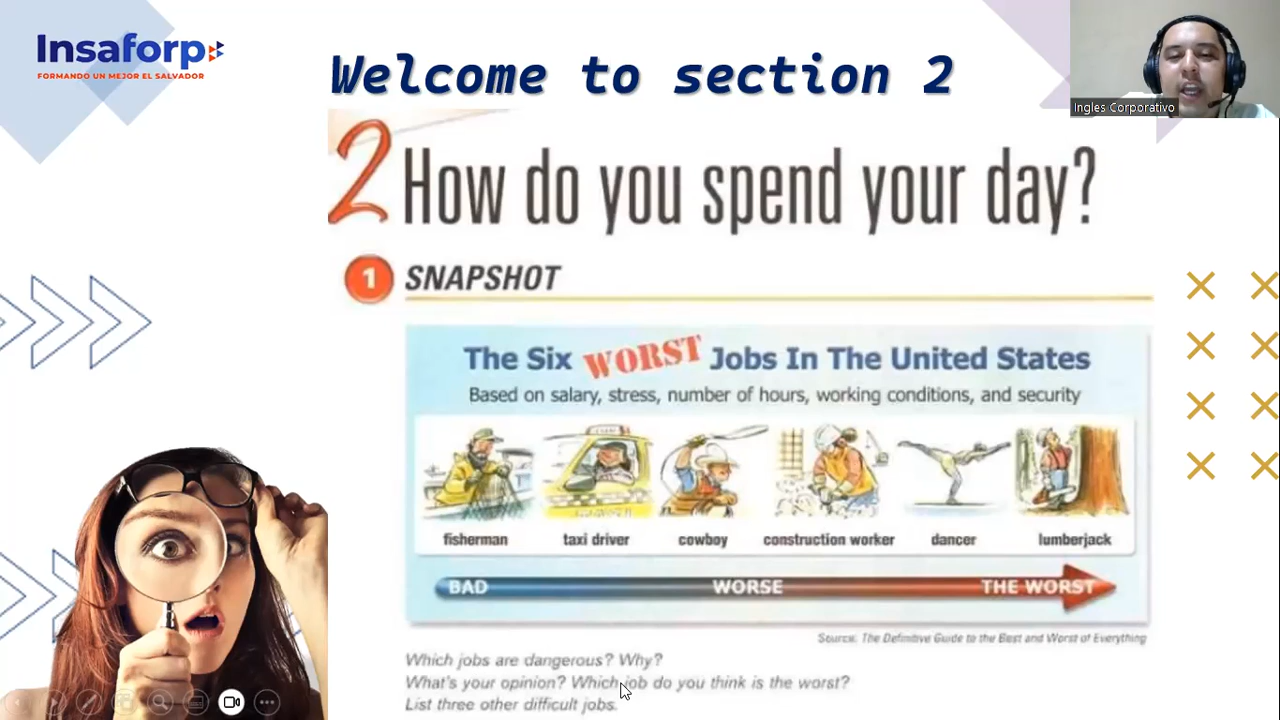 Insaforp
FORMANDO UN MEJOR EL SALVADOR
Welcome to section 2
Ingles Corporativo
2 How do you spend your day?
1 SNAPSHOT
The Six WORST Jobs In The United States
Based on salary, stress, number of hours, working conditions, and security
fisherman taxi driver cowboy construction worker dancer lumberjack
BAD WORSE THE WORST
Source: The Definitive Guide to the Best and Worst of Everything
Which jobs are dangerous? Why?
What's your opinion? Which job do you think is the worst?
List three other difficult jobs.